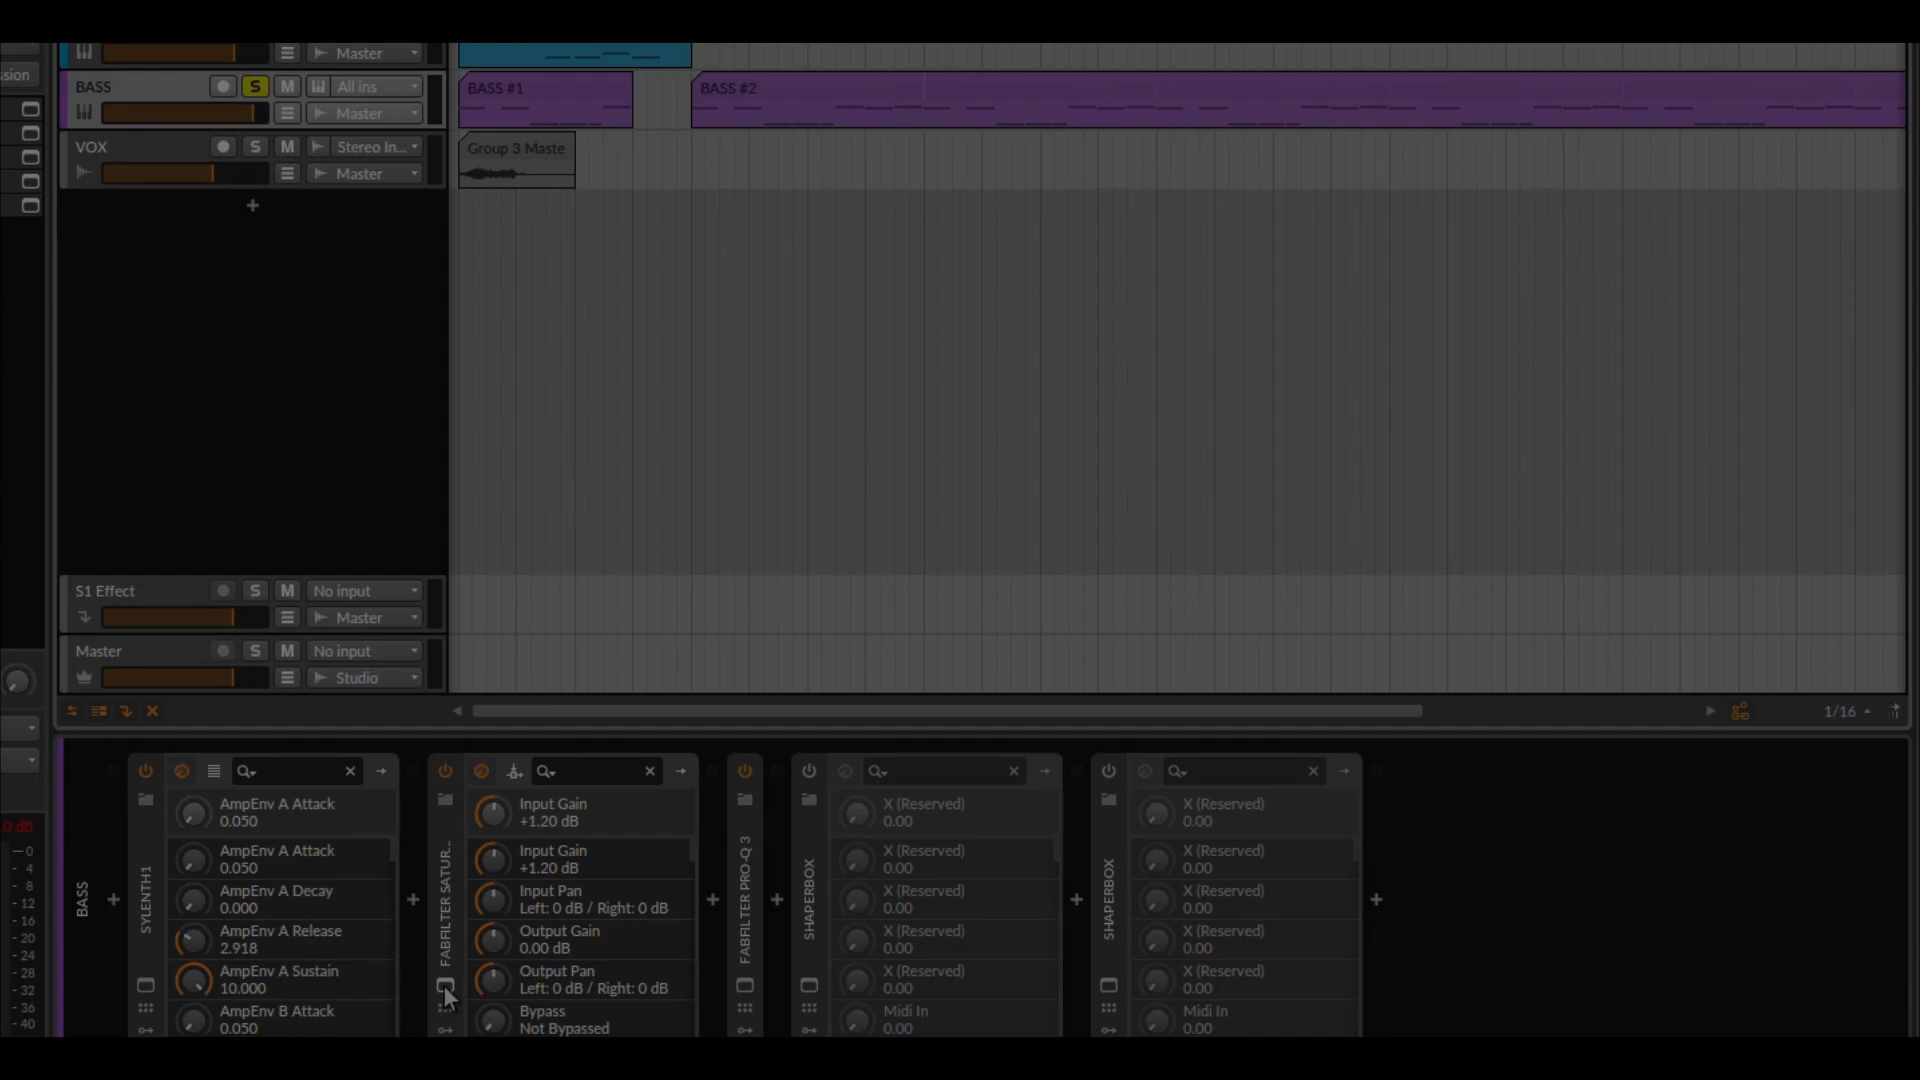 Master
ssion
BASS S M All ins
Master
BASS #1
BASS #2
VOX S M Stereo In...
Master
Group 3 Maste
S1 Effect S M No input
Master
Master S M No input
Studio
1/16
0 dB
0
4
8
12
16
20
24
28
32
36
40
BASS
SYLENTH1
AmpEnv A Attack
0.050
AmpEnv A Attack
0.050
AmpEnv A Decay
0.000
AmpEnv A Release
2.918
AmpEnv A Sustain
10.000
AmpEnv B Attack
0.050
FABFILTER SATUR...
Input Gain
+1.20 dB
Input Gain
+1.20 dB
Input Pan
Left: 0 dB / Right: 0 dB
Output Gain
0.00 dB
Output Pan
Left: 0 dB / Right: 0 dB
Bypass
Not Bypassed
FABFILTER PRO-Q 3
SHAPERBOX
X (Reserved)
0.00
X (Reserved)
0.00
X (Reserved)
0.00
X (Reserved)
0.00
X (Reserved)
0.00
Midi In
0.00
SHAPERBOX
X (Reserved)
0.00
X (Reserved)
0.00
X (Reserved)
0.00
X (Reserved)
0.00
X (Reserved)
0.00
Midi In
0.00